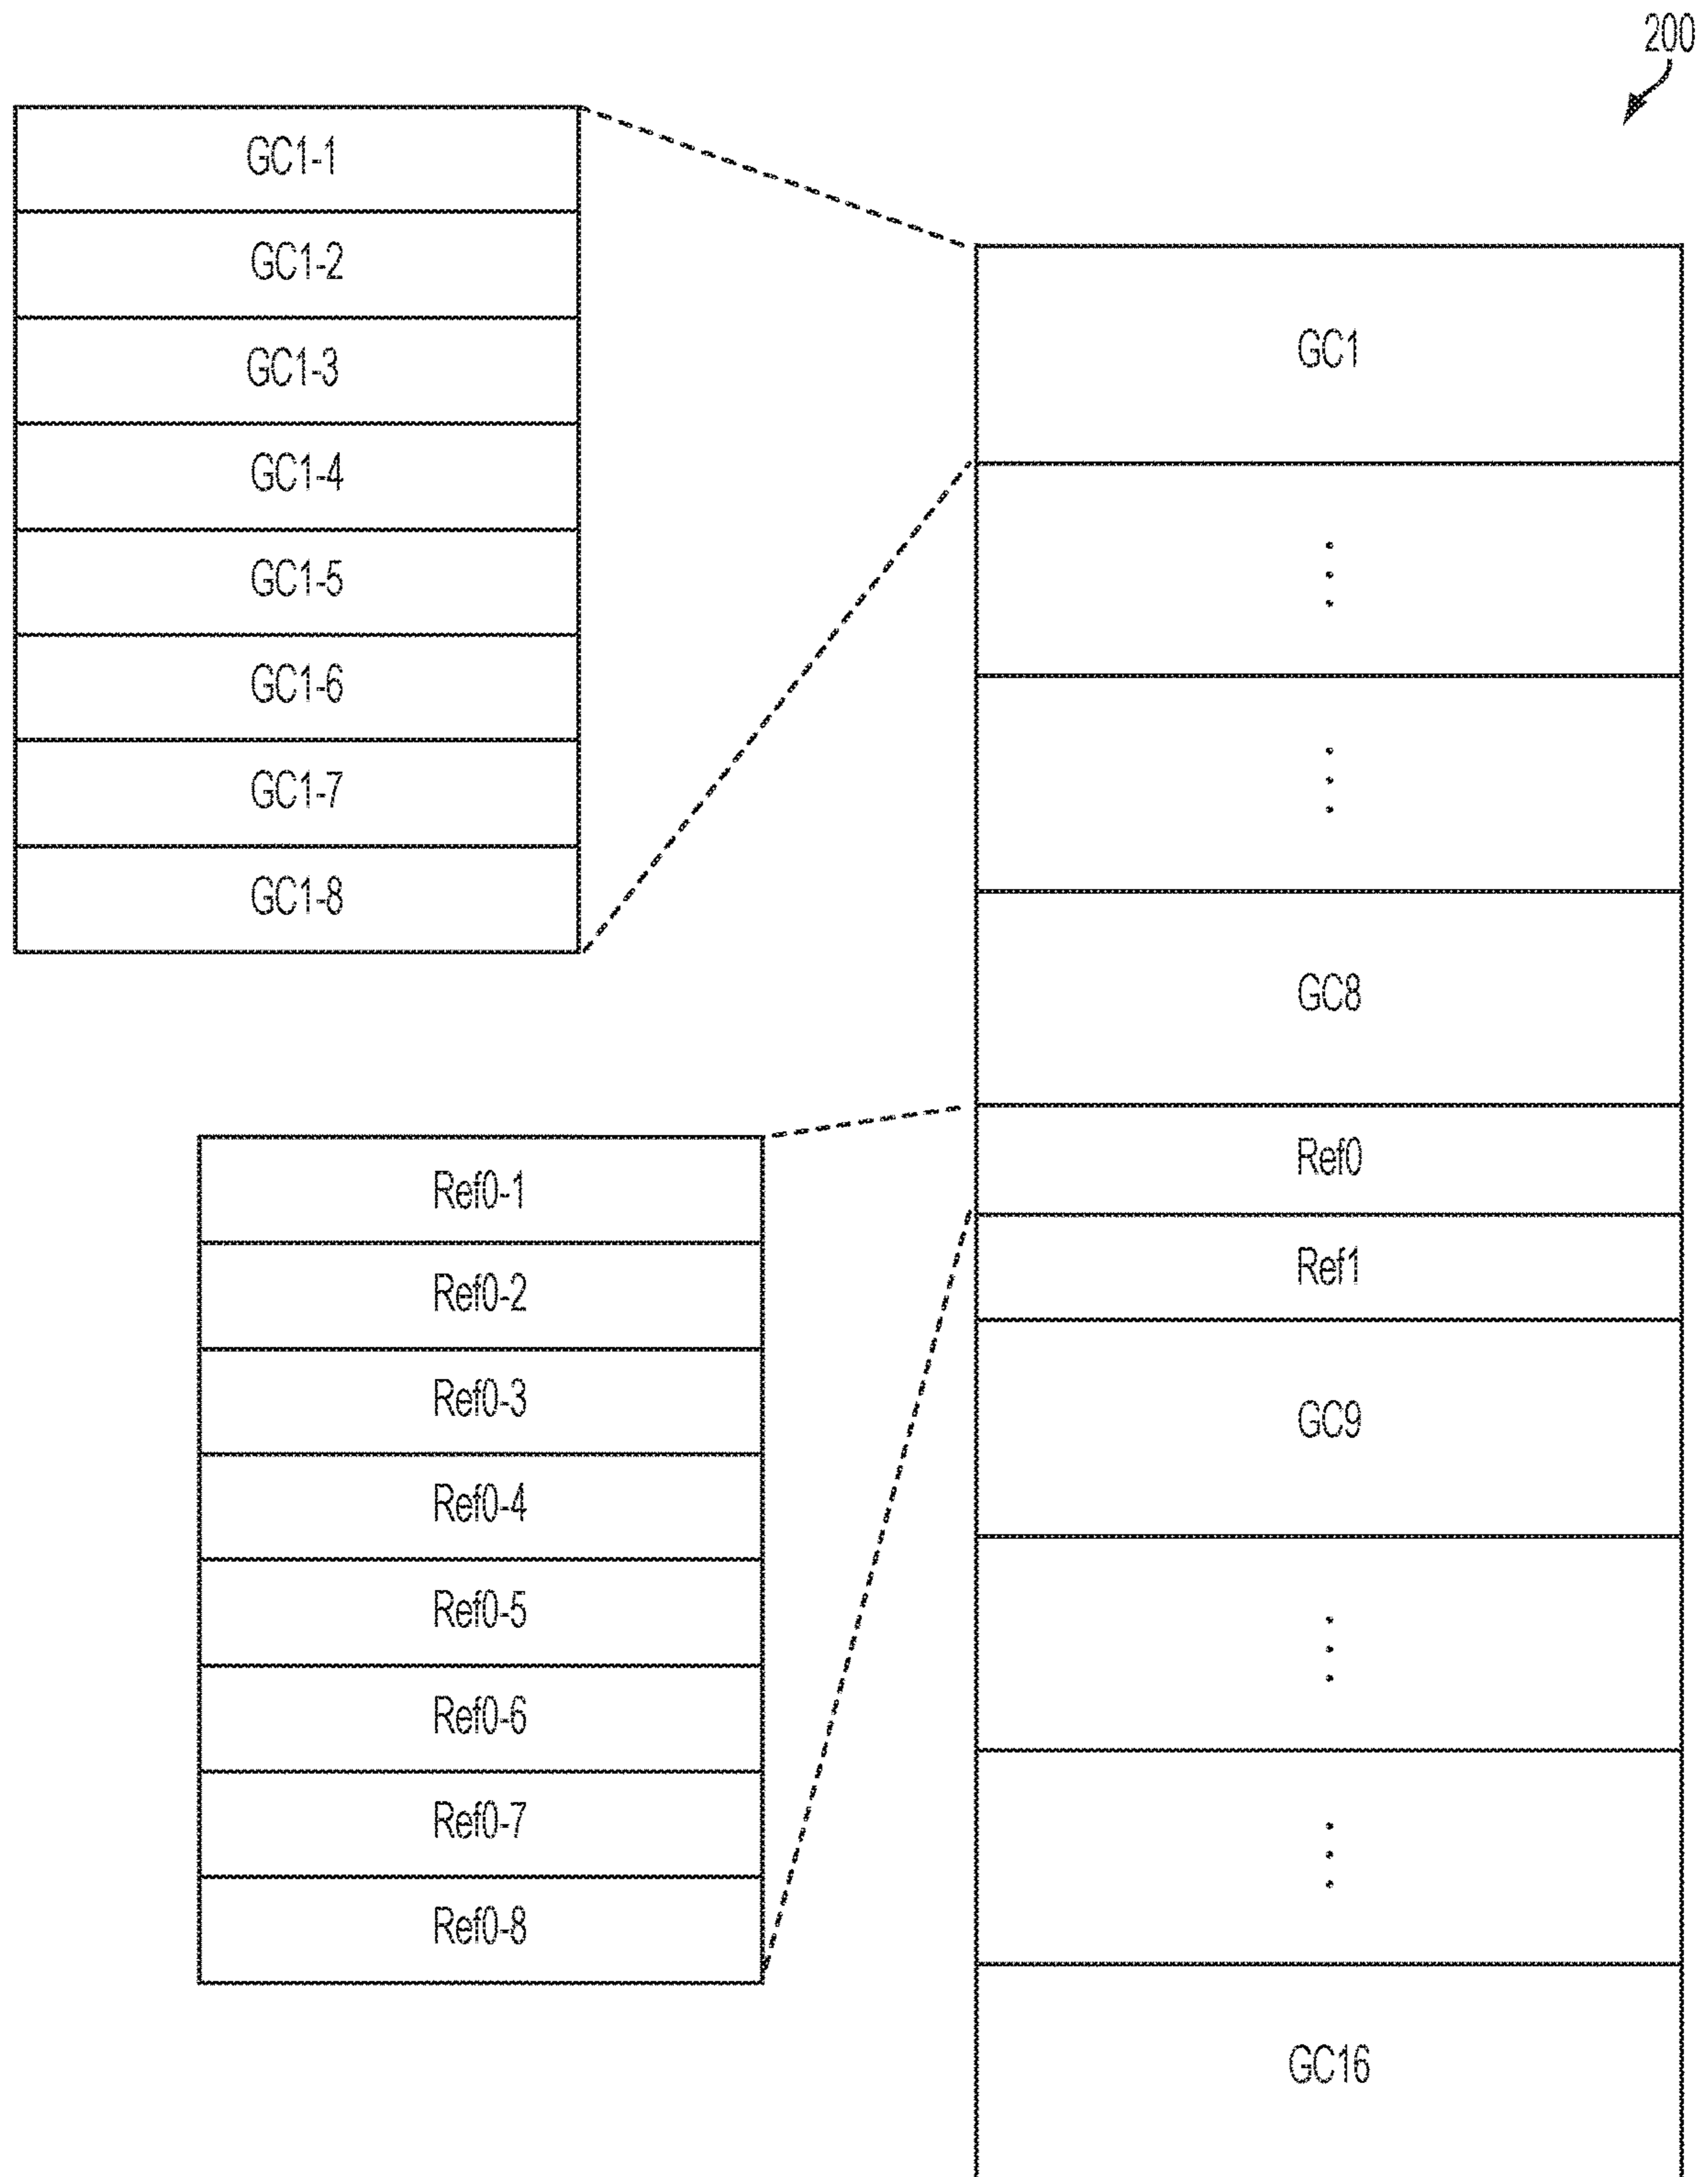 200
GC1-1
GC1-2
GC1-3
GC1-4
GC1-5
GC1-6
GC1-7
GC1-8
Ref0-1
Ref0-2
Ref0-3
Ref0-4
Ref0-5
Ref0-6
Ref0-7
Ref0-8
GC1
GC8
Ref0
Ref1
GC9
GC16